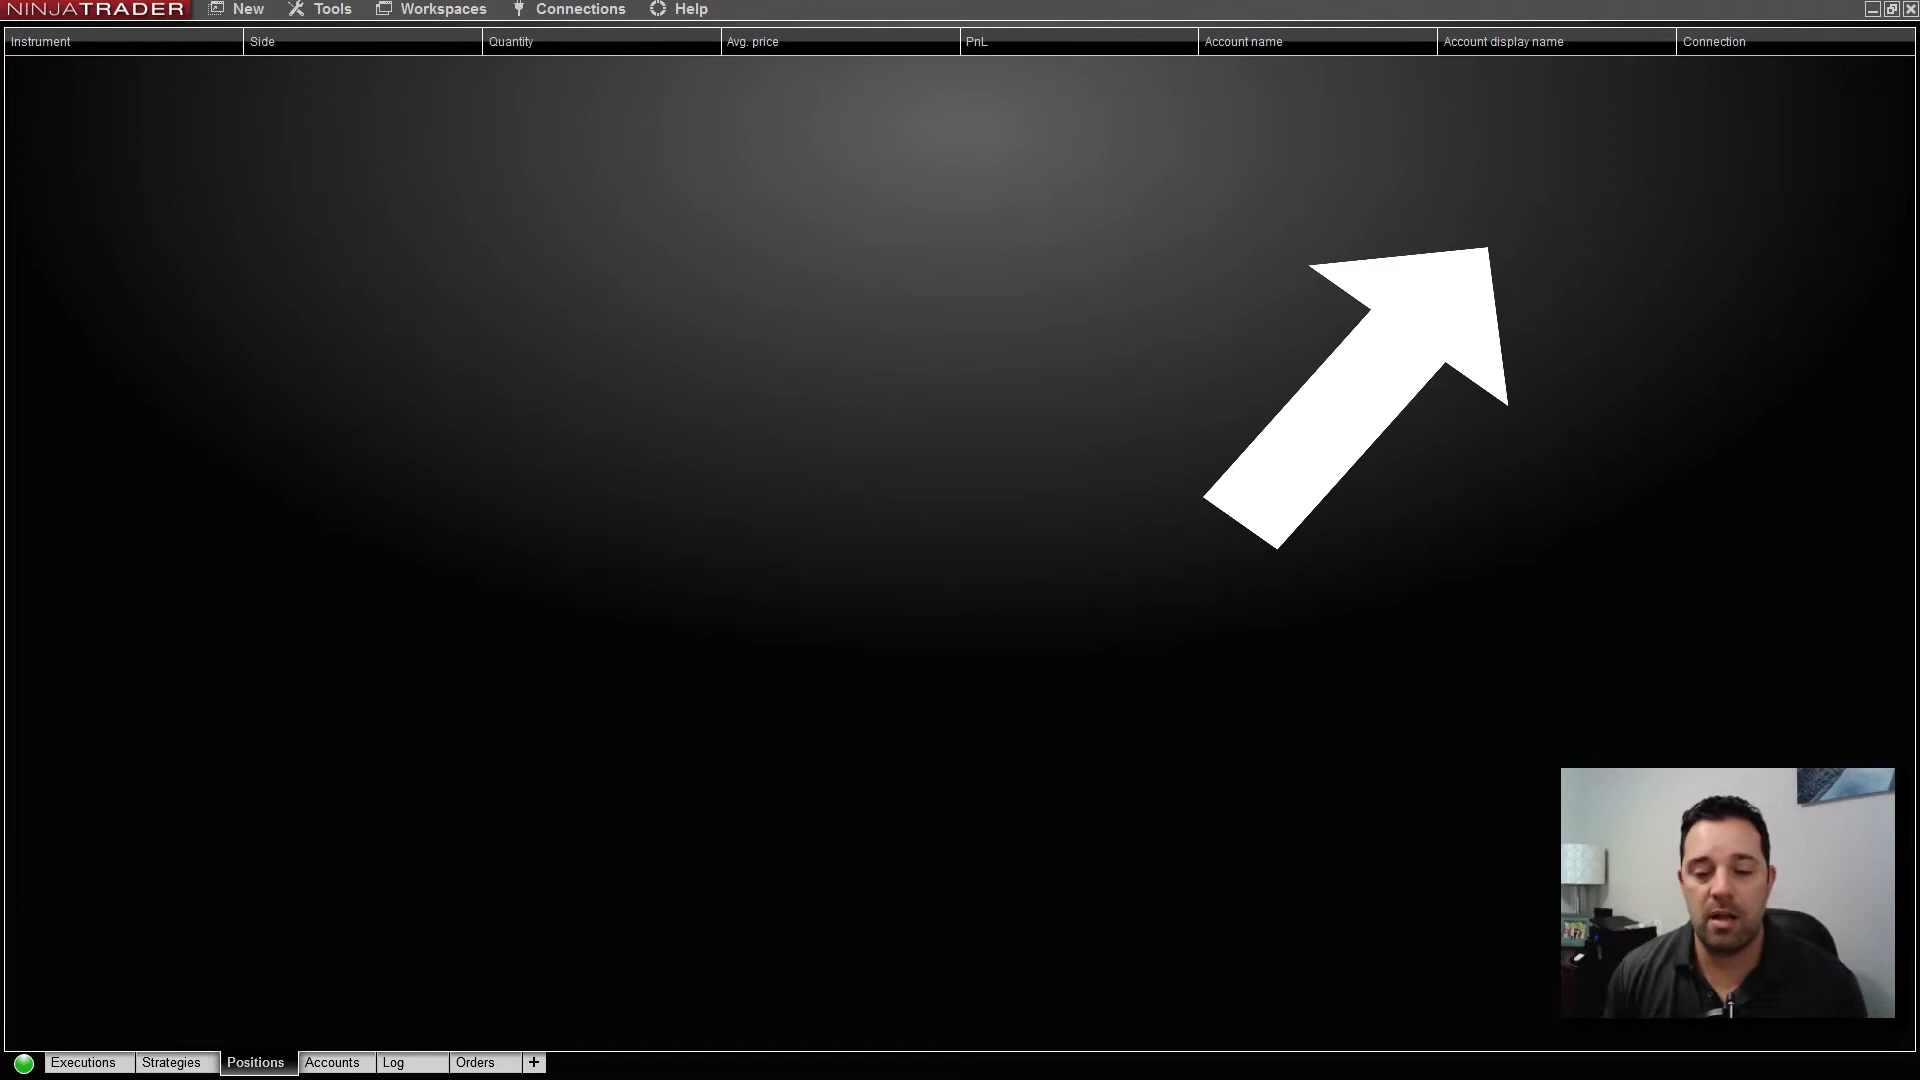 NINJATRADER New Tools Workspaces Connections Help
Instrument Side Quantity Avg. price PnL Account name Account display name Connection
Executions Strategies Positions Accounts Log Orders +